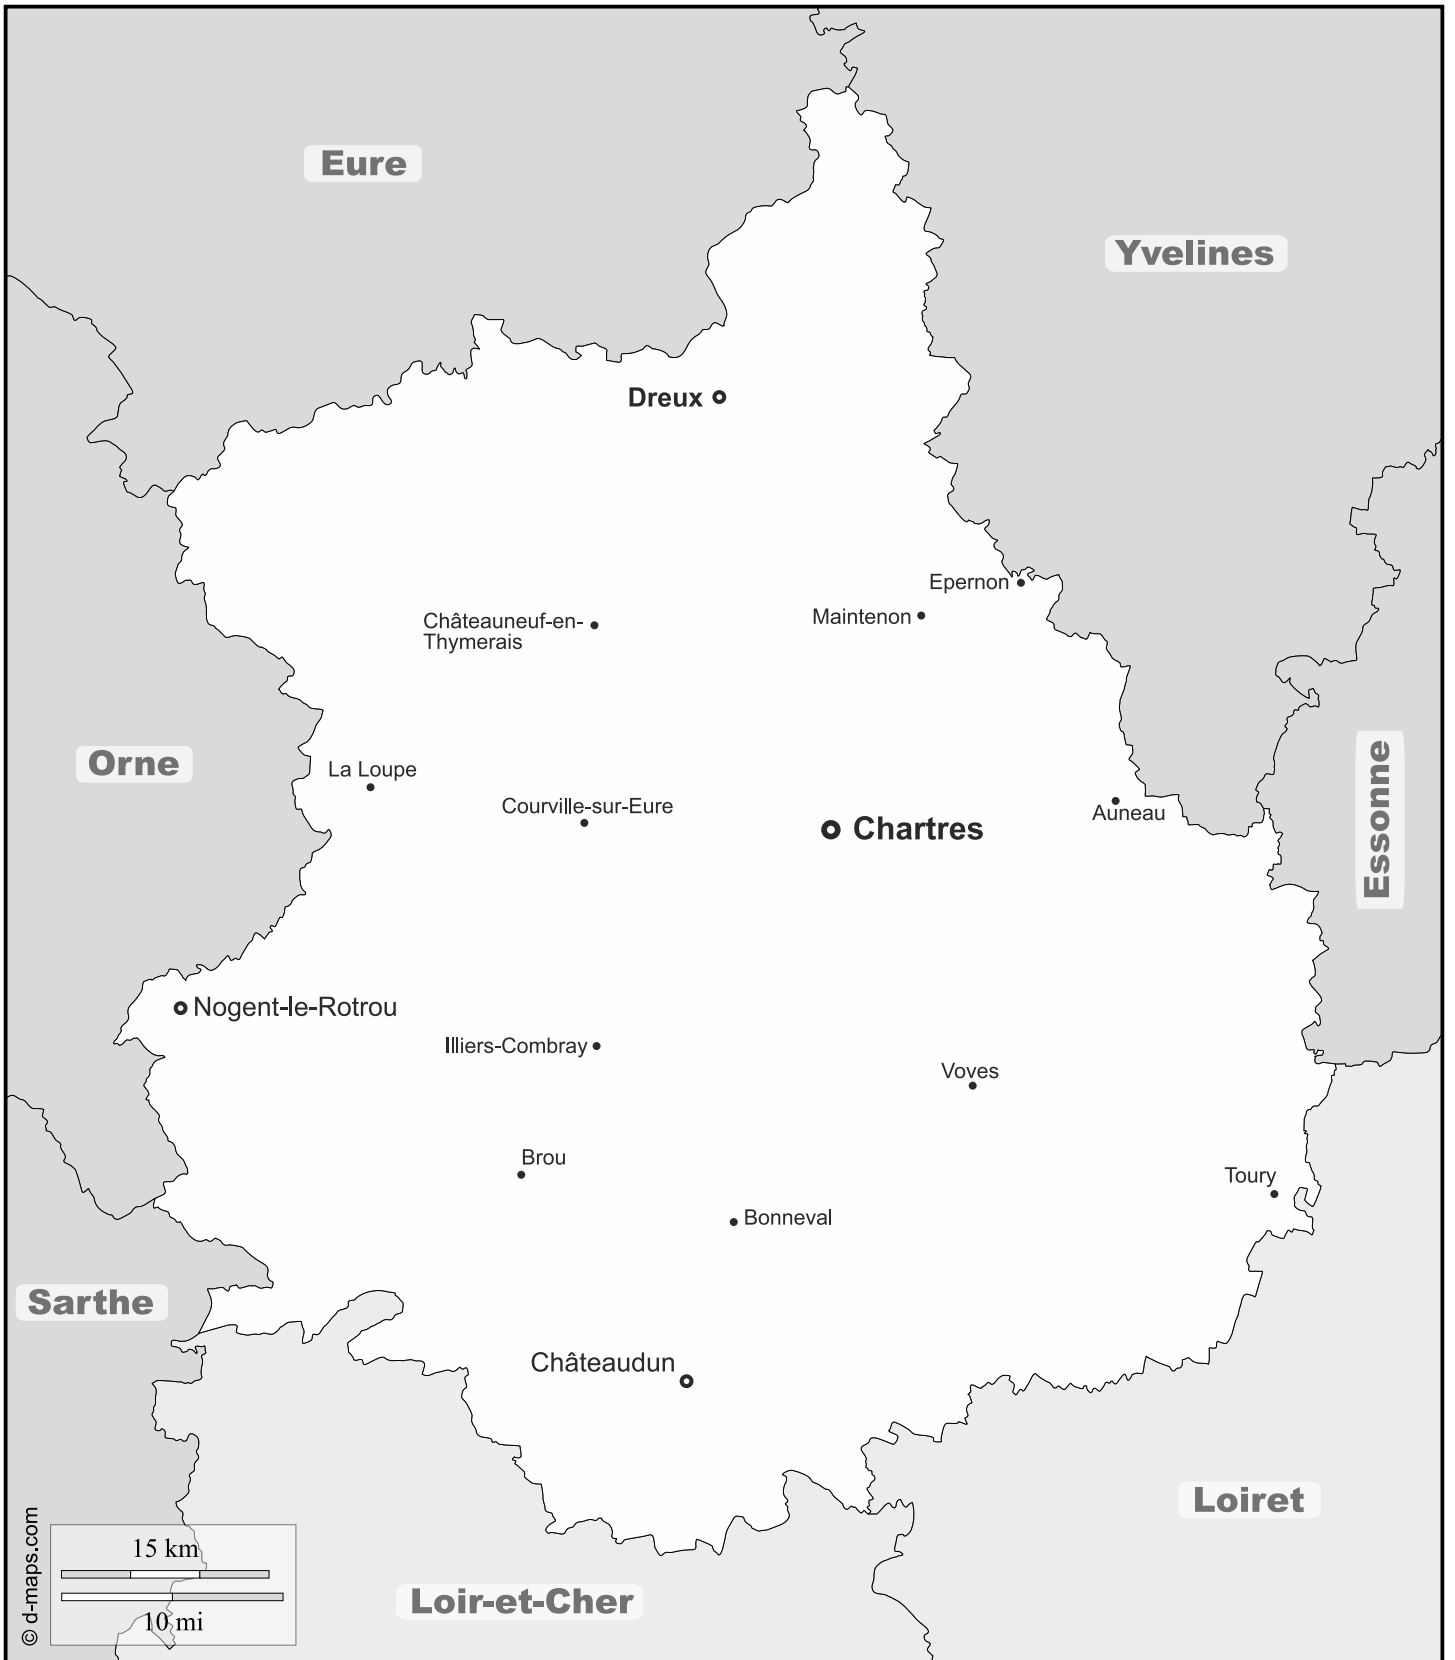 Eure
Yvelines
Dreux
Epernon
Maintenon
Châteauneuf-en-
Thymerais
Orne
La Loupe
Courville-sur-Eure
Chartres
Auneau
Essonne
Nogent-le-Rotrou
Illiers-Combray
Voves
Brou
Toury
Bonneval
Sarthe
Châteaudun
Loiret
Loir-et-Cher
15 km
10 mi
© d-maps.com